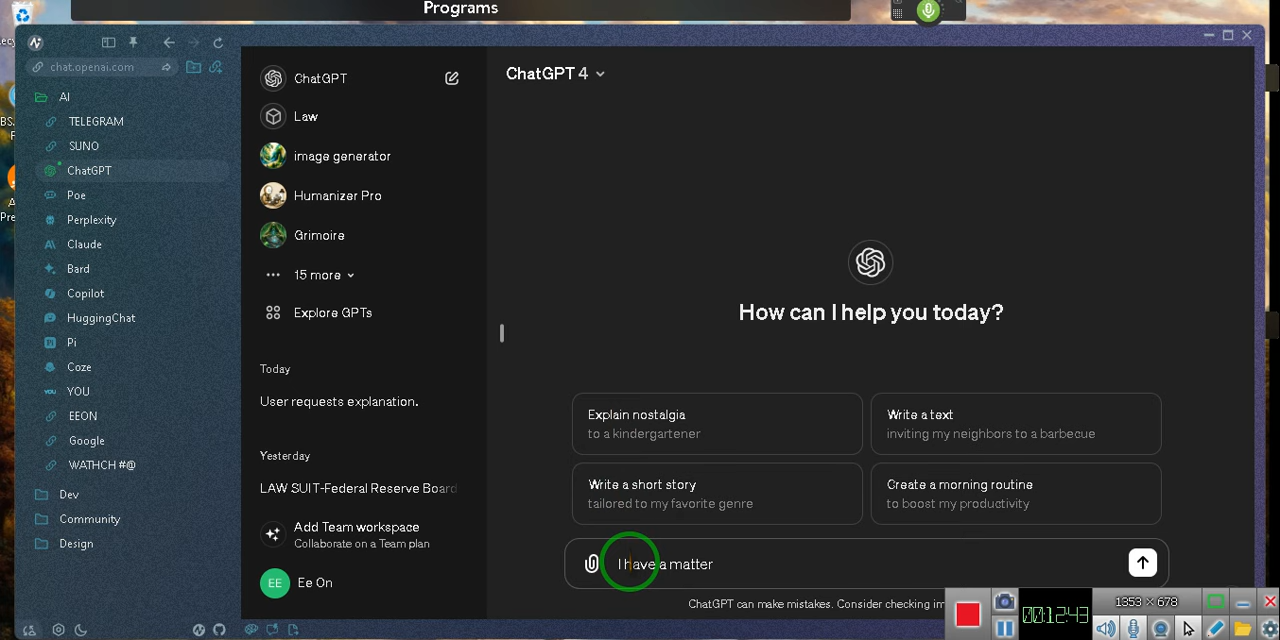 Programs
chat.openai.com
AI
TELEGRAM
SUNO
ChatGPT
Poe
Perplexity
Claude
Bard
Copilot
HuggingChat
Pi
Coze
YOU
EEON
Google
WATHCH #@
Dev
Community
Design
ChatGPT
Law
image generator
Humanizer Pro
Grimoire
15 more
Explore GPTs
Today
User requests explanation.
Yesterday
LAW SUIT-Federal Reserve Board
Add Team workspace
Collaborate on a Team plan
EE
Ee On
ChatGPT 4
How can I help you today?
Explain nostalgia
to a kindergartener
Write a text
inviting my neighbors to a barbecue
Write a short story
tailored to my favorite genre
Create a morning routine
to boost my productivity
I have a matter
ChatGPT can make mistakes. Consider checking im
1353 × 678
00:12:43